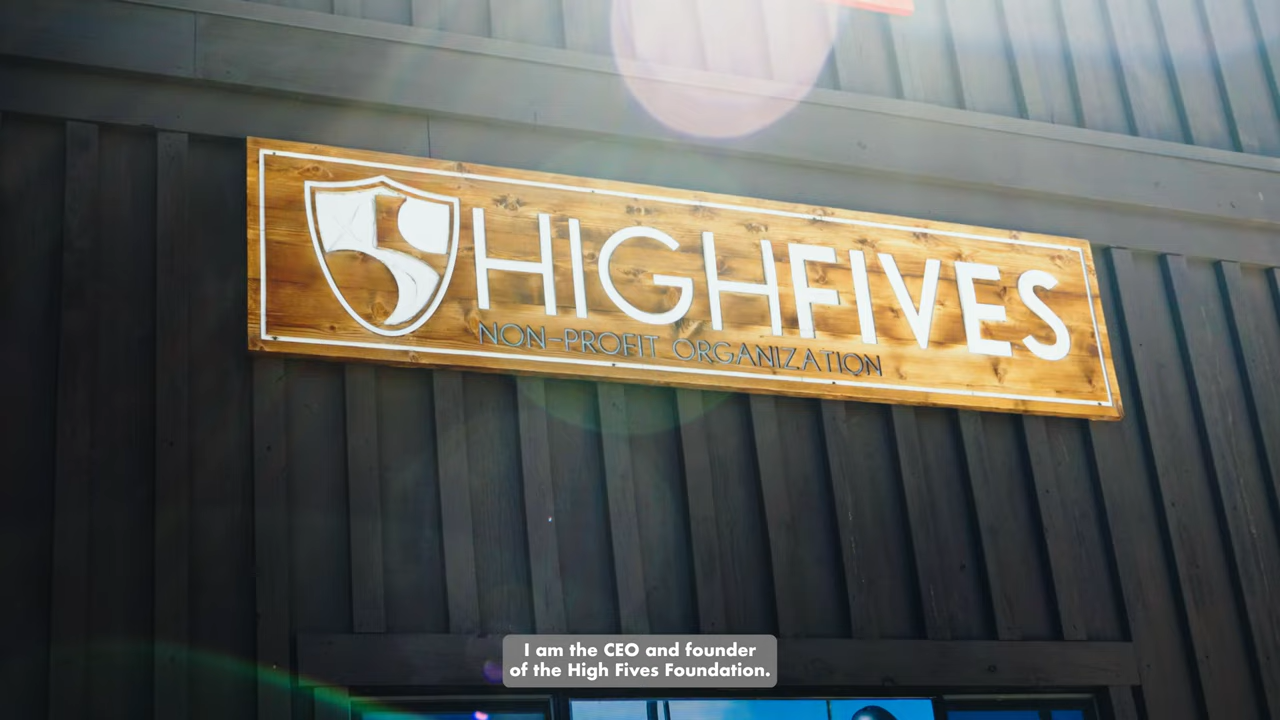 HIGHFIVES
NON-PROFIT ORGANIZATION
I am the CEO and founder
of the High Fives Foundation.